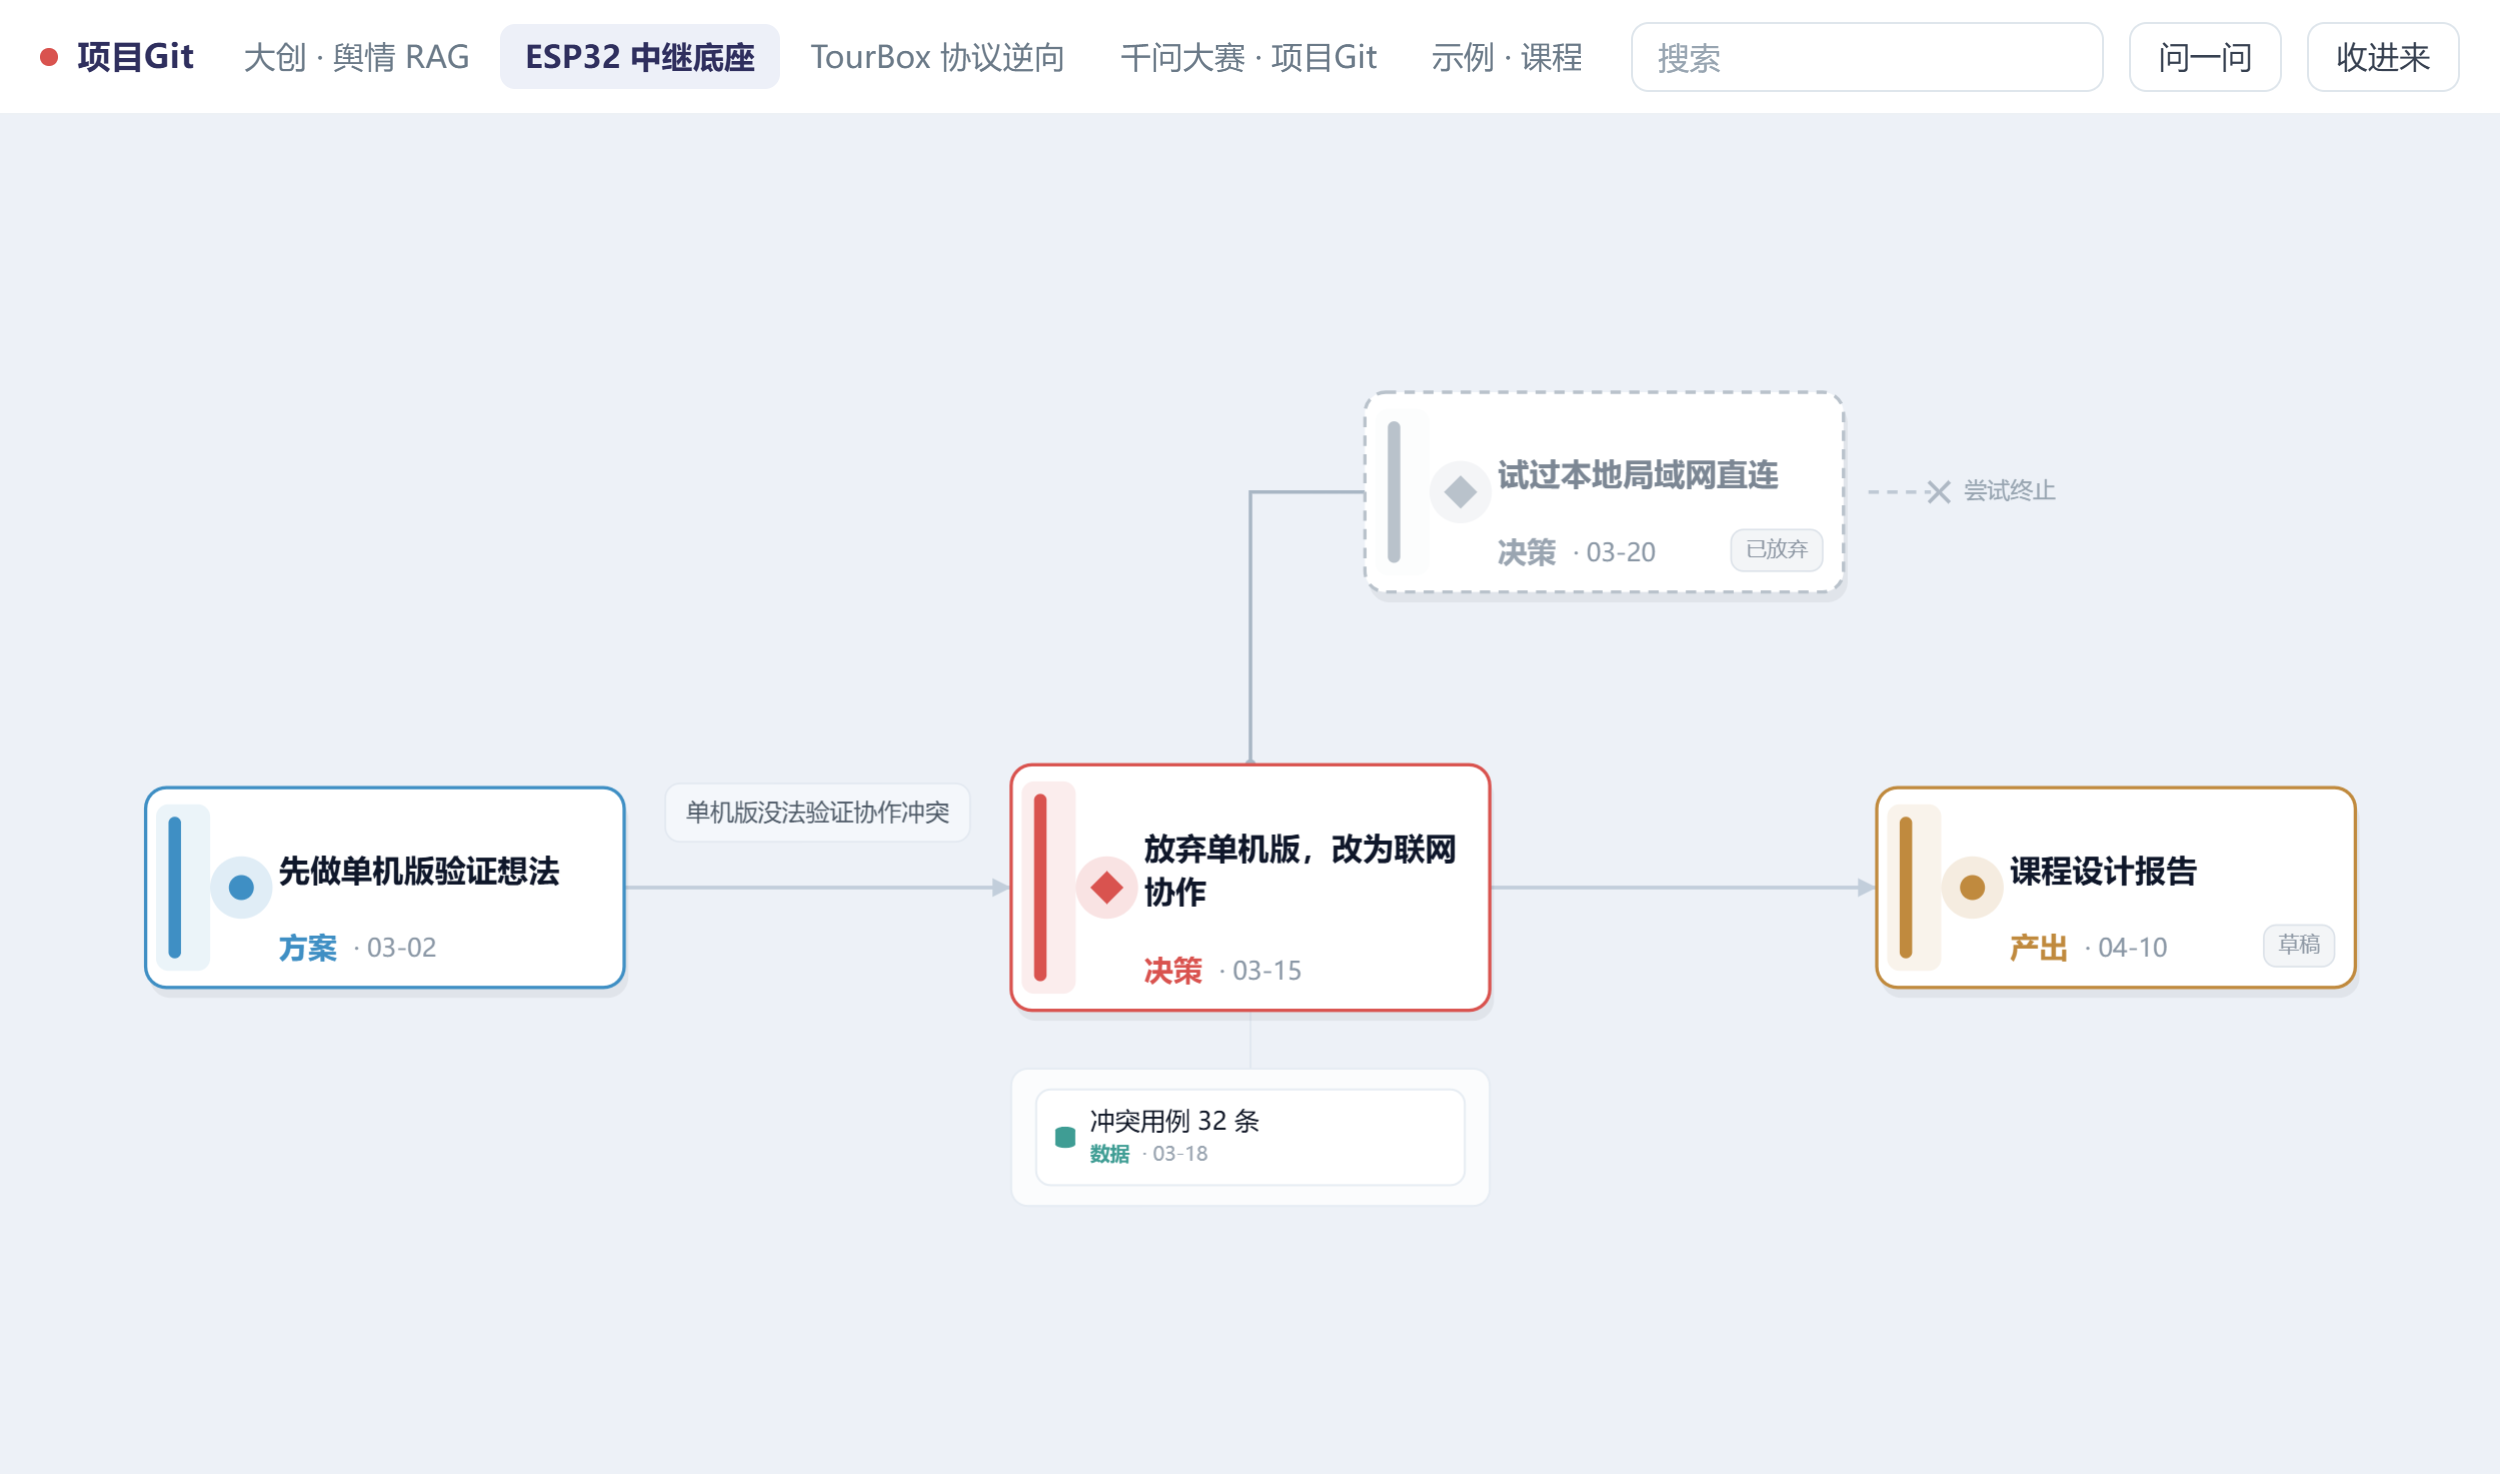 项目Git
大创 · 舆情 RAG
ESP32 中继底座
TourBox 协议逆向
千问大赛 · 项目Git
示例 · 课程
搜索
问一问
收进来
试过本地局域网直连
决策 · 03-20
已放弃
尝试终止
先做单机版验证想法
方案 · 03-02
单机版没法验证协作冲突
放弃单机版，改为联网
协作
决策 · 03-15
课程设计报告
产出 · 04-10
草稿
冲突用例 32 条
数据 · 03-18